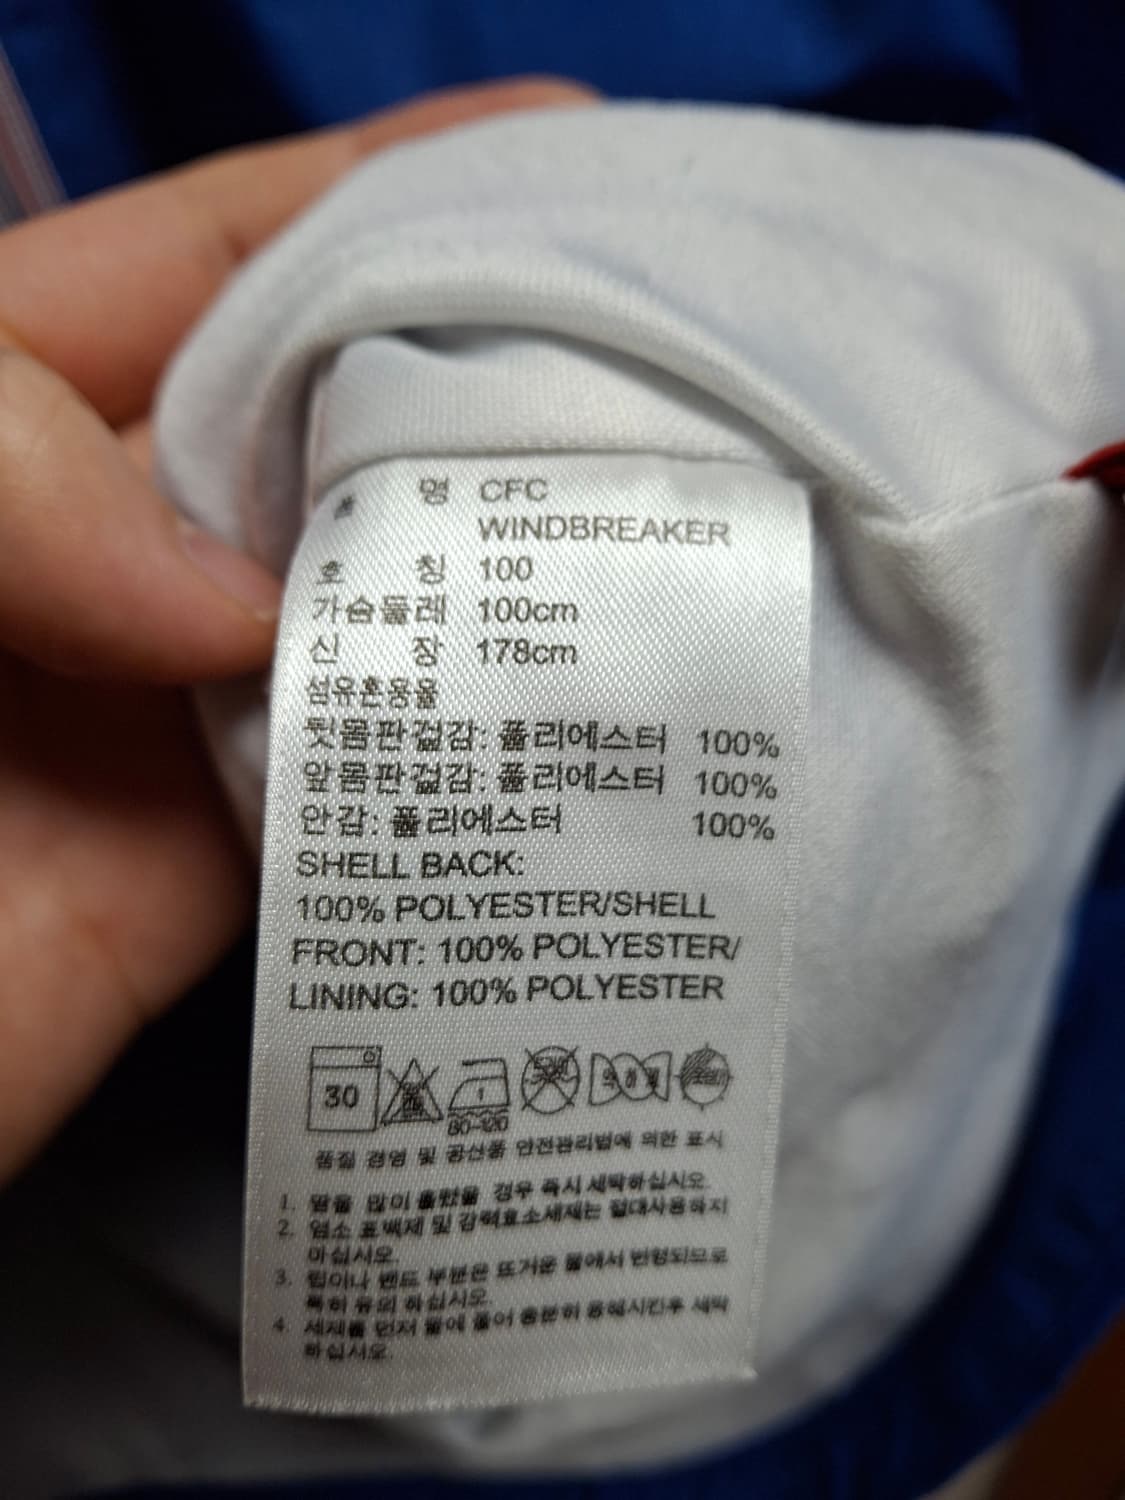 품 명 CFC
WINDBREAKER
호 칭 100
가슴둘레 100cm
신 장 178cm
섬유혼용율
뒷몸판겉감: 폴리에스터 100%
앞몸판겉감: 폴리에스터 100%
안감: 폴리에스터 100%
SHELL BACK:
100% POLYESTER/SHELL
FRONT: 100% POLYESTER/
LINING: 100% POLYESTER
30
80~120
품질 경영 및 공산품 안전관리법에 의한 표시
1. 땀을 많이 흘렸을 경우 즉시 세탁하십시오.
2. 염소 표백제 및 강력효소세제는 절대사용하지
마십시오.
3. 립이나 밴드 부분은 뜨거운 물에서 변형되므로
특히 유의 하십시오.
4. 세제를 먼저 물에 풀어 충분히 용해시킨후 세탁
하십시오.